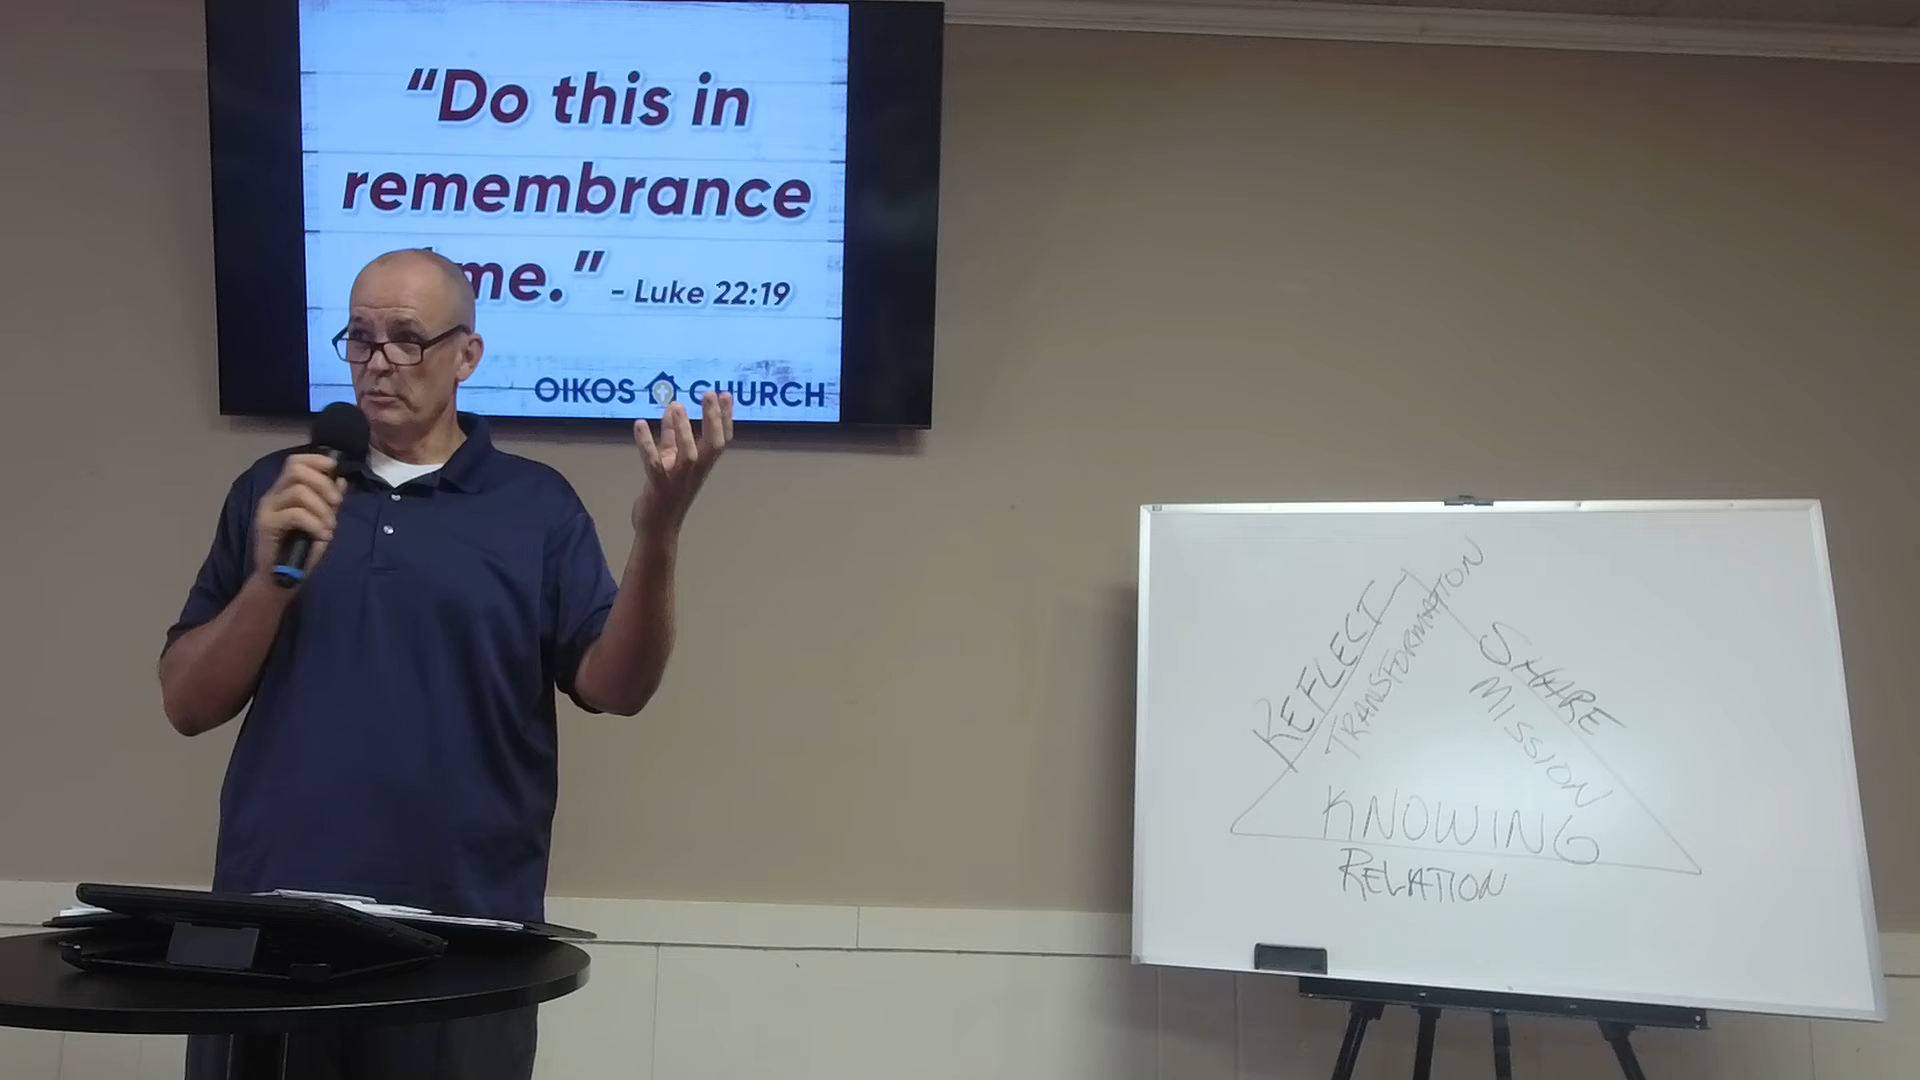 “Do this in
remembrance
me.” - Luke 22:19
OIKOS CHURCH
REFLECT
TRANSFORMATION
SHARE
MISSION
KNOWING
RELATION